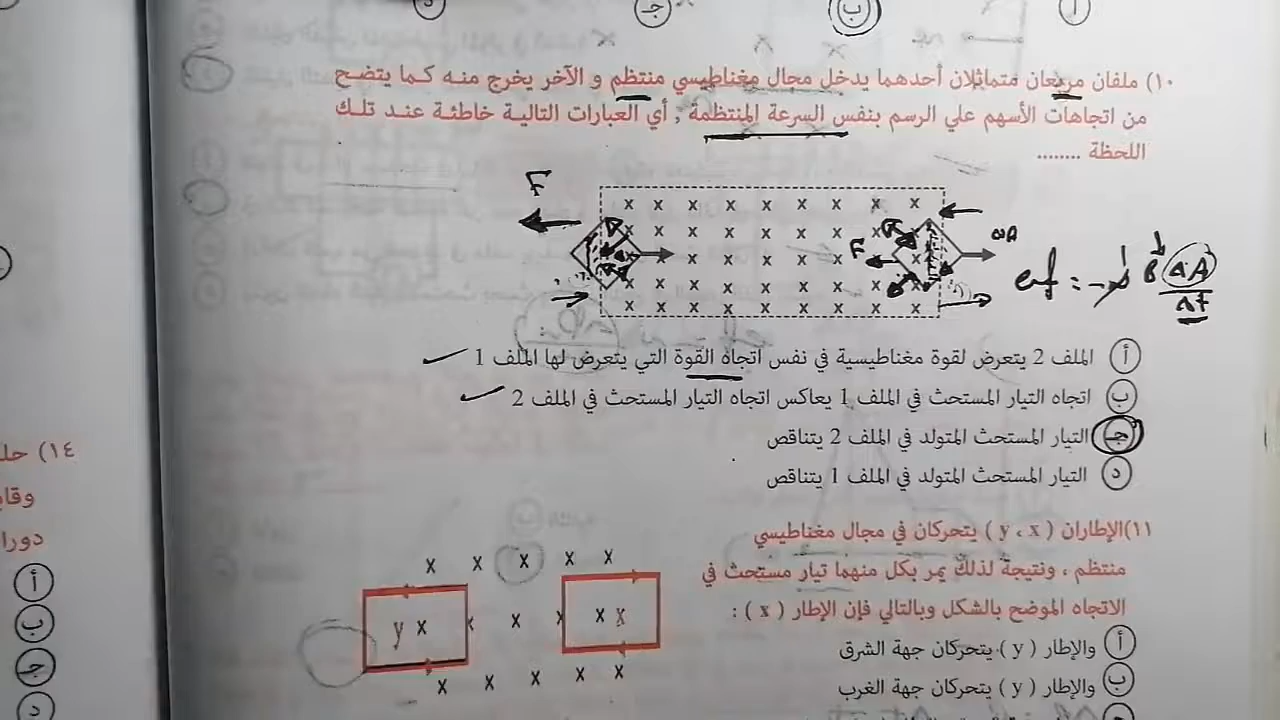 أ ب جـ د
١٠) ملفان مربعان متماثلان أحدهما يدخل مجال مغناطيسي منتظم و الآخر يخرج منه كما يتضح
من اتجاهات الأسهم علي الرسم بنفس السرعة المنتظمة , أي العبارات التالية خاطئة عند تلك
اللحظة ........
F
x x x x x x x x x
x x x x x x x x
F
x x x x x x x x
x x x x x x x x x
x x x x x x x x x
أ الملف 2 يتعرض لقوة مغناطيسية في نفس اتجاه القوة التي يتعرض لها الملف 1
ب اتجاه التيار المستحث في الملف 1 يعاكس اتجاه التيار المستحث في الملف 2
جـ التيار المستحث المتولد في الملف 2 يتناقص
د التيار المستحث المتولد في الملف 1 يتناقص
١١) الإطاران ( y ، x ) يتحركان في مجال مغناطيسي
منتظم ، ونتيجة لذلك يمر بكل منهما تيار مستحث في
الاتجاه الموضح بالشكل وبالتالي فإن الإطار ( x ) :
x x x x x
y x x x x x
x x x x x
أ والإطار ( y ) يتحركان جهة الشرق
ب والإطار ( y ) يتحركان جهة الغرب
١٤) حل
وقاب
دورا
أ
ب
جـ
د